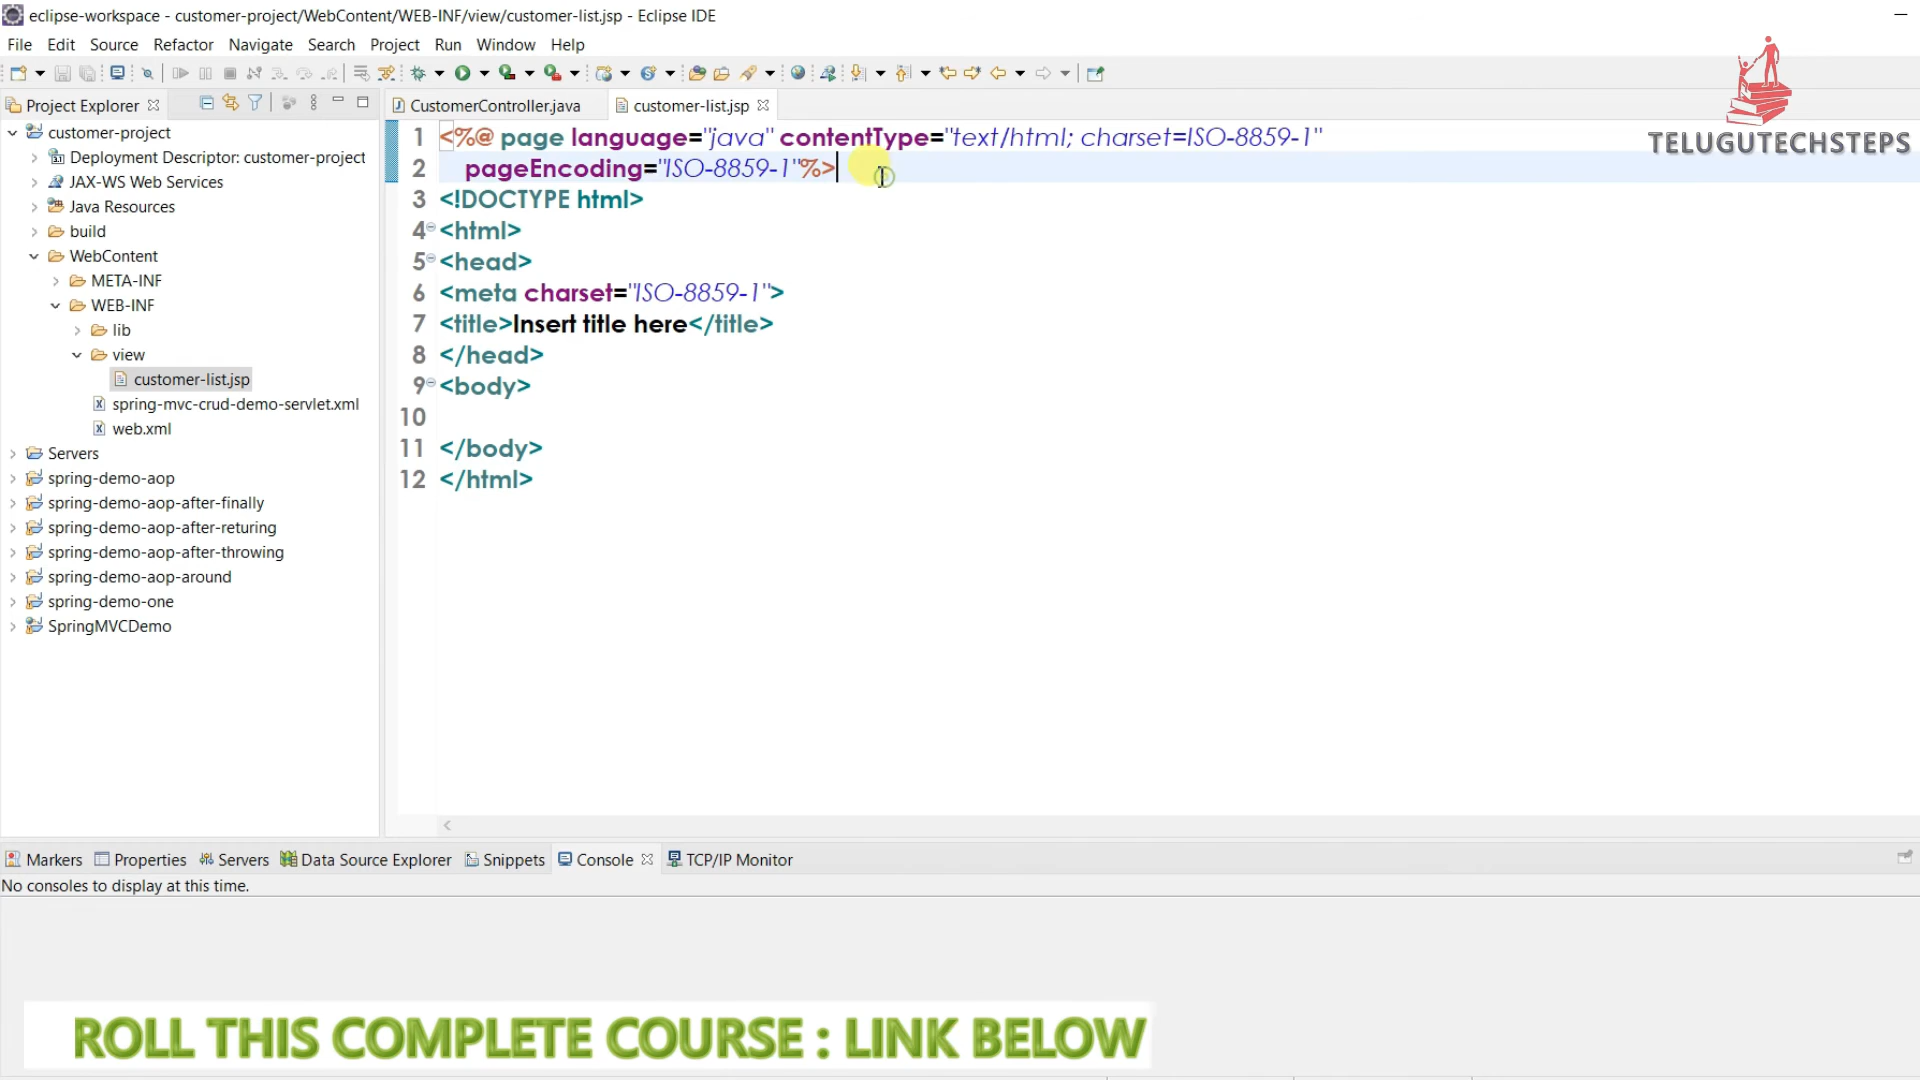 eclipse-workspace - customer-project/WebContent/WEB-INF/view/customer-list.jsp - Eclipse IDE
File Edit Source Refactor Navigate Search Project Run Window Help
TELUGUTECHSTEPS
Project Explorer
customer-project
Deployment Descriptor: customer-project
JAX-WS Web Services
Java Resources
build
WebContent
META-INF
WEB-INF
lib
view
customer-list.jsp
spring-mvc-crud-demo-servlet.xml
web.xml
Servers
spring-demo-aop
spring-demo-aop-after-finally
spring-demo-aop-after-returing
spring-demo-aop-after-throwing
spring-demo-aop-around
spring-demo-one
SpringMVCDemo
CustomerController.java customer-list.jsp
1 <%@ page language="java" contentType="text/html; charset=ISO-8859-1"
2 pageEncoding="ISO-8859-1"%>
3 <!DOCTYPE html>
4 <html>
5 <head>
6 <meta charset="ISO-8859-1">
7 <title>Insert title here</title>
8 </head>
9 <body>
10
11 </body>
12 </html>
Markers Properties Servers Data Source Explorer Snippets Console TCP/IP Monitor
No consoles to display at this time.
ROLL THIS COMPLETE COURSE : LINK BELOW